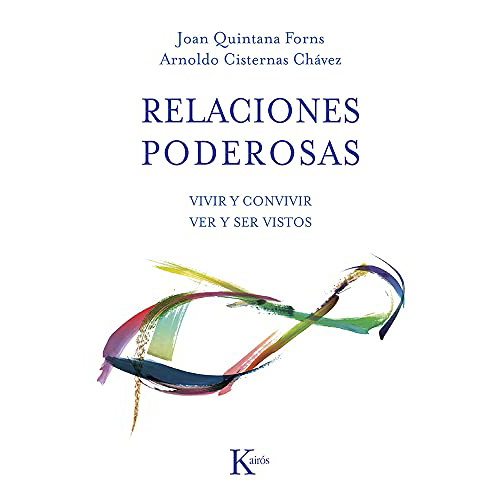 Joan Quintana Forns
Arnoldo Cisternas Chávez
RELACIONES
PODEROSAS
VIVIR Y CONVIVIR
VER Y SER VISTOS
Kairós